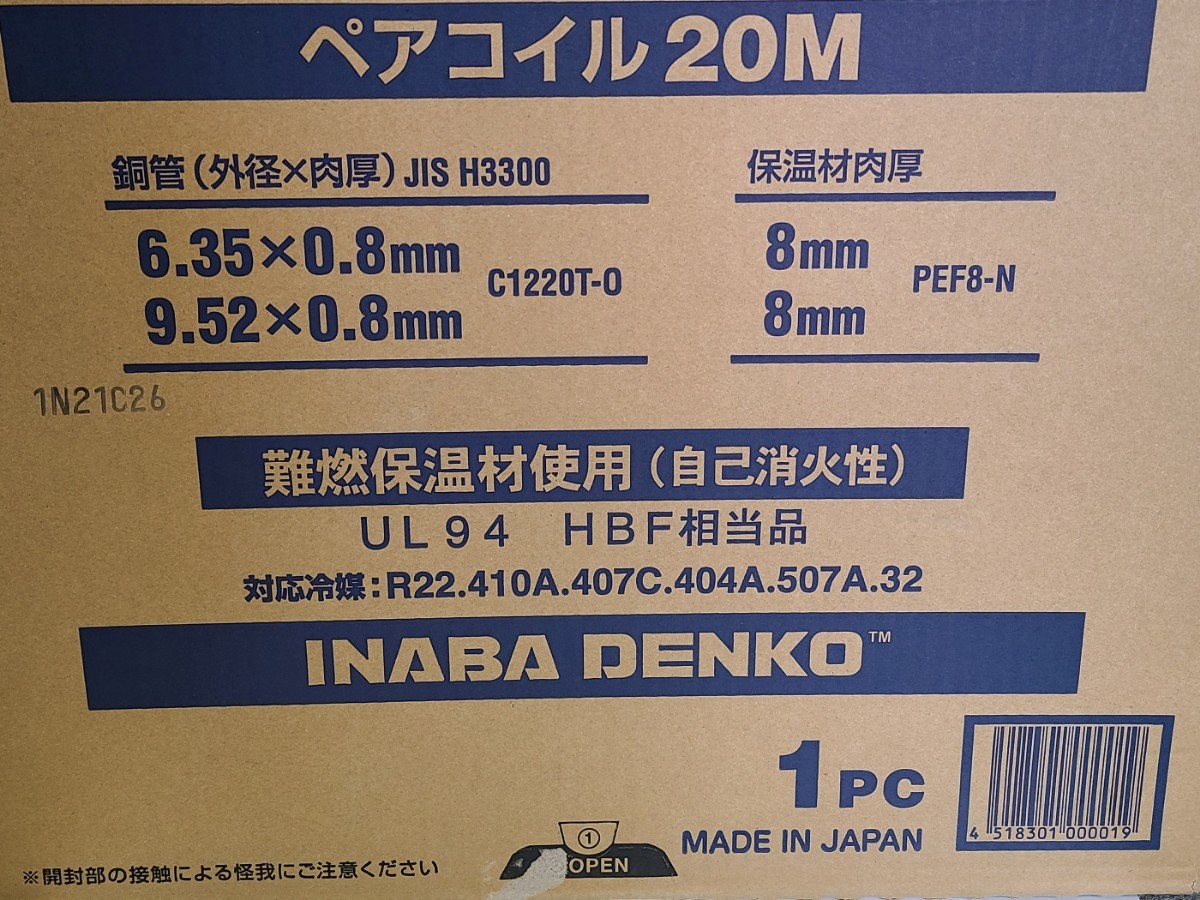 ペアコイル20M
銅管(外径×肉厚)JIS H3300
6.35×0.8mm
9.52×0.8mm
C1220T-O
保温材肉厚
8mm
8mm
PEF8-N
1N21C26
難燃保温材使用(自己消火性)
UL94 HBF相当品
対応冷媒:R22.410A.407C.404A.507A.32
INABA DENKO™
1PC
MADE IN JAPAN
4 518301 000019
①
OPEN
※開封部の接触による怪我にご注意ください